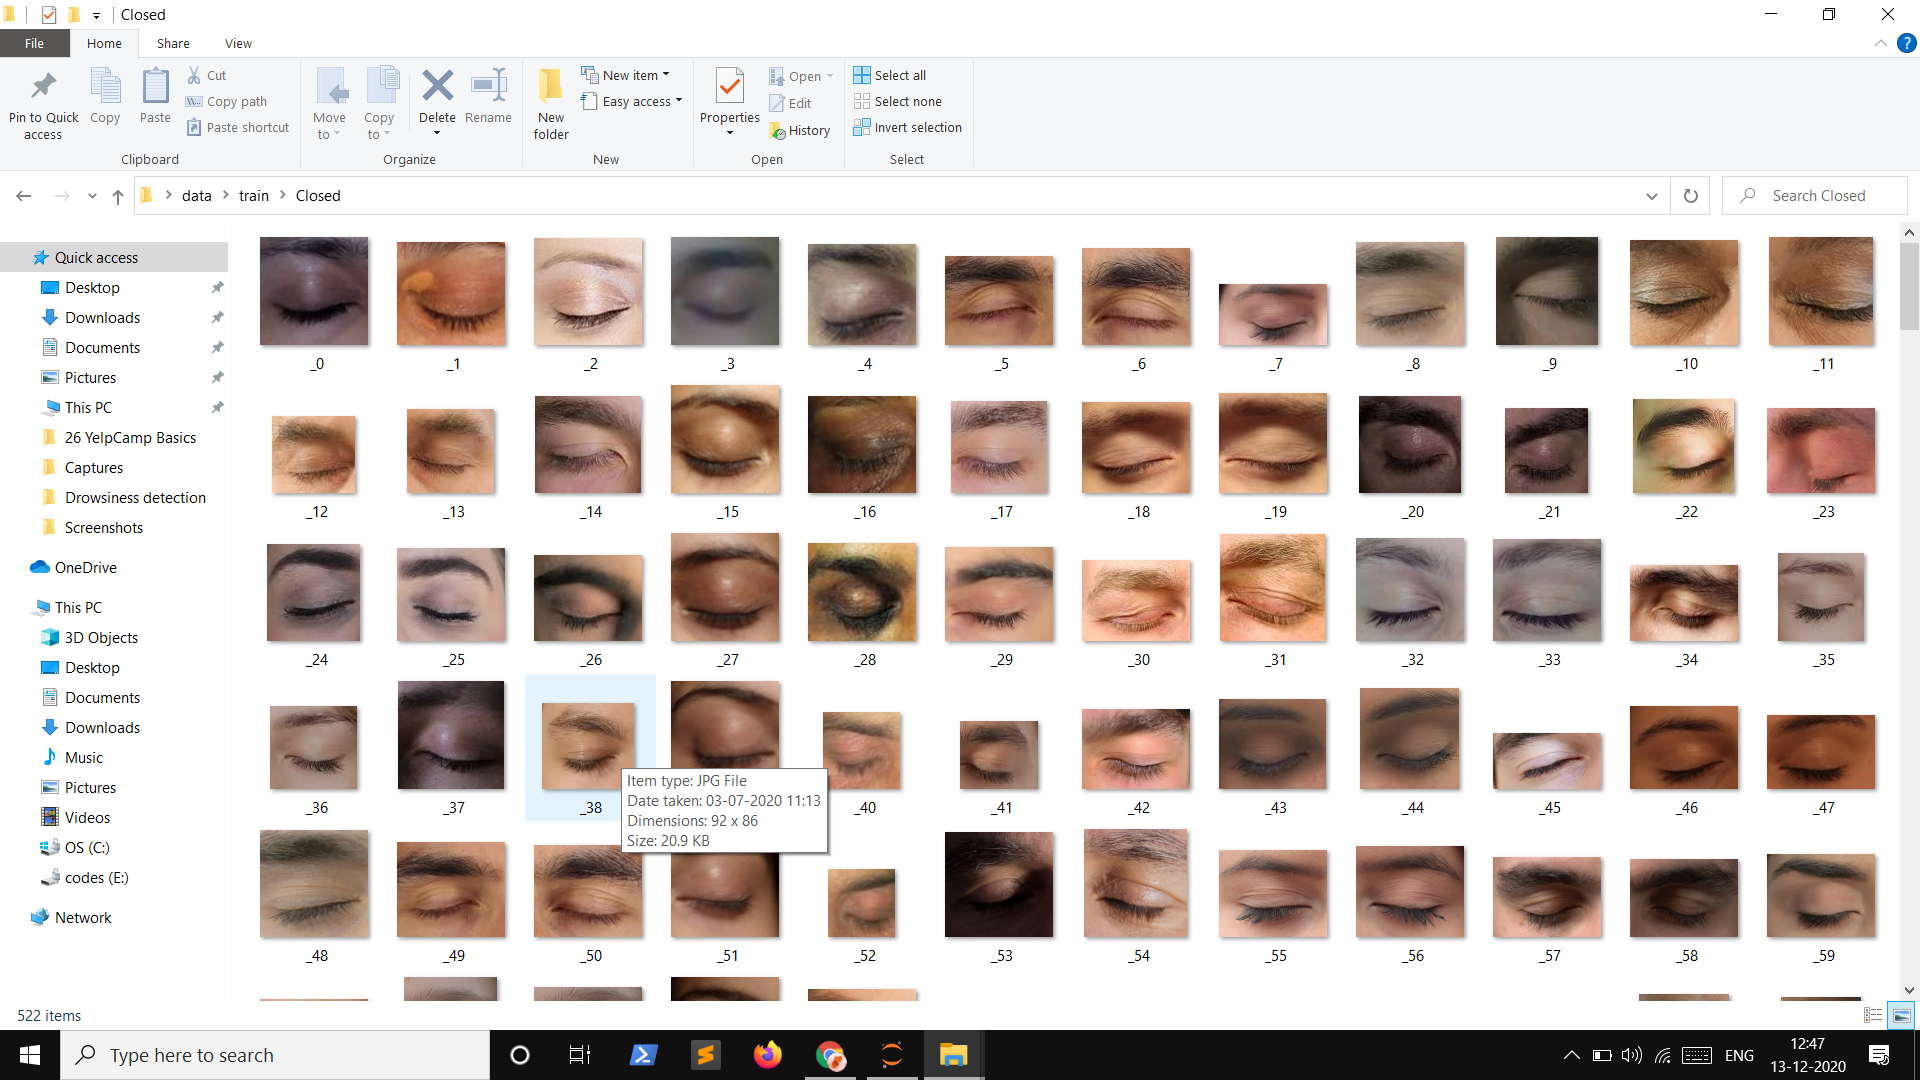 Closed
File Home Share View
?
Pin to Quick access
Copy
Paste
Cut
Copy path
Paste shortcut
Clipboard
Move to
Copy to
Delete
Rename
Organize
New folder
New item
Easy access
New
Properties
Open
Edit
History
Open
Select all
Select none
Invert selection
Select
data > train > Closed
Search Closed
Quick access
Desktop
Downloads
Documents
Pictures
This PC
26 YelpCamp Basics
Captures
Drowsiness detection
Screenshots
OneDrive
This PC
3D Objects
Desktop
Documents
Downloads
Music
Pictures
Videos
OS (C:)
codes (E:)
Network
_0 _1 _2 _3 _4 _5 _6 _7 _8 _9 _10 _11
_12 _13 _14 _15 _16 _17 _18 _19 _20 _21 _22 _23
_24 _25 _26 _27 _28 _29 _30 _31 _32 _33 _34 _35
_36 _37 _38 _40 _41 _42 _43 _44 _45 _46 _47
Item type: JPG File
Date taken: 03-07-2020 11:13
Dimensions: 92 x 86
Size: 20.9 KB
_48 _49 _50 _51 _52 _53 _54 _55 _56 _57 _58 _59
522 items
Type here to search
ENG
12:47
13-12-2020